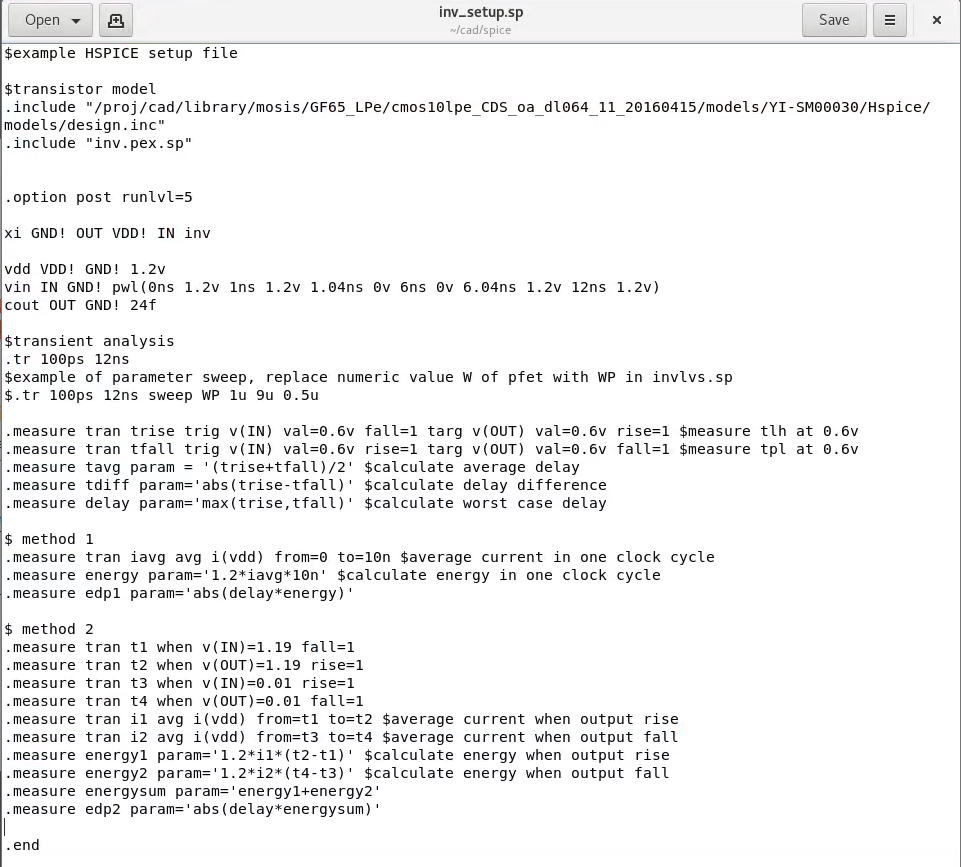 Open
inv_setup.sp
~/cad/spice
Save
$example HSPICE setup file
$transistor model
.include "/proj/cad/library/mosis/GF65_LPe/cmos10lpe_CDS_oa_dl064_11_20160415/models/YI-SM00030/Hspice/
models/design.inc"
.include "inv.pex.sp"
.option post runlvl=5
xi GND! OUT VDD! IN inv
vdd VDD! GND! 1.2v
vin IN GND! pwl(0ns 1.2v 1ns 1.2v 1.04ns 0v 6ns 0v 6.04ns 1.2v 12ns 1.2v)
cout OUT GND! 24f
$transient analysis
.tr 100ps 12ns
$example of parameter sweep, replace numeric value W of pfet with WP in invlvs.sp
$.tr 100ps 12ns sweep WP 1u 9u 0.5u
.measure tran trise trig v(IN) val=0.6v fall=1 targ v(OUT) val=0.6v rise=1 $measure tlh at 0.6v
.measure tran tfall trig v(IN) val=0.6v rise=1 targ v(OUT) val=0.6v fall=1 $measure tpl at 0.6v
.measure tavg param = '(trise+tfall)/2' $calculate average delay
.measure tdiff param='abs(trise-tfall)' $calculate delay difference
.measure delay param='max(trise,tfall)' $calculate worst case delay
$ method 1
.measure tran iavg avg i(vdd) from=0 to=10n $average current in one clock cycle
.measure energy param='1.2*iavg*10n' $calculate energy in one clock cycle
.measure edp1 param='abs(delay*energy)'
$ method 2
.measure tran t1 when v(IN)=1.19 fall=1
.measure tran t2 when v(OUT)=1.19 rise=1
.measure tran t3 when v(IN)=0.01 rise=1
.measure tran t4 when v(OUT)=0.01 fall=1
.measure tran i1 avg i(vdd) from=t1 to=t2 $average current when output rise
.measure tran i2 avg i(vdd) from=t3 to=t4 $average current when output fall
.measure energy1 param='1.2*i1*(t2-t1)' $calculate energy when output rise
.measure energy2 param='1.2*i2*(t4-t3)' $calculate energy when output fall
.measure energysum param='energy1+energy2'
.measure edp2 param='abs(delay*energysum)'
.end